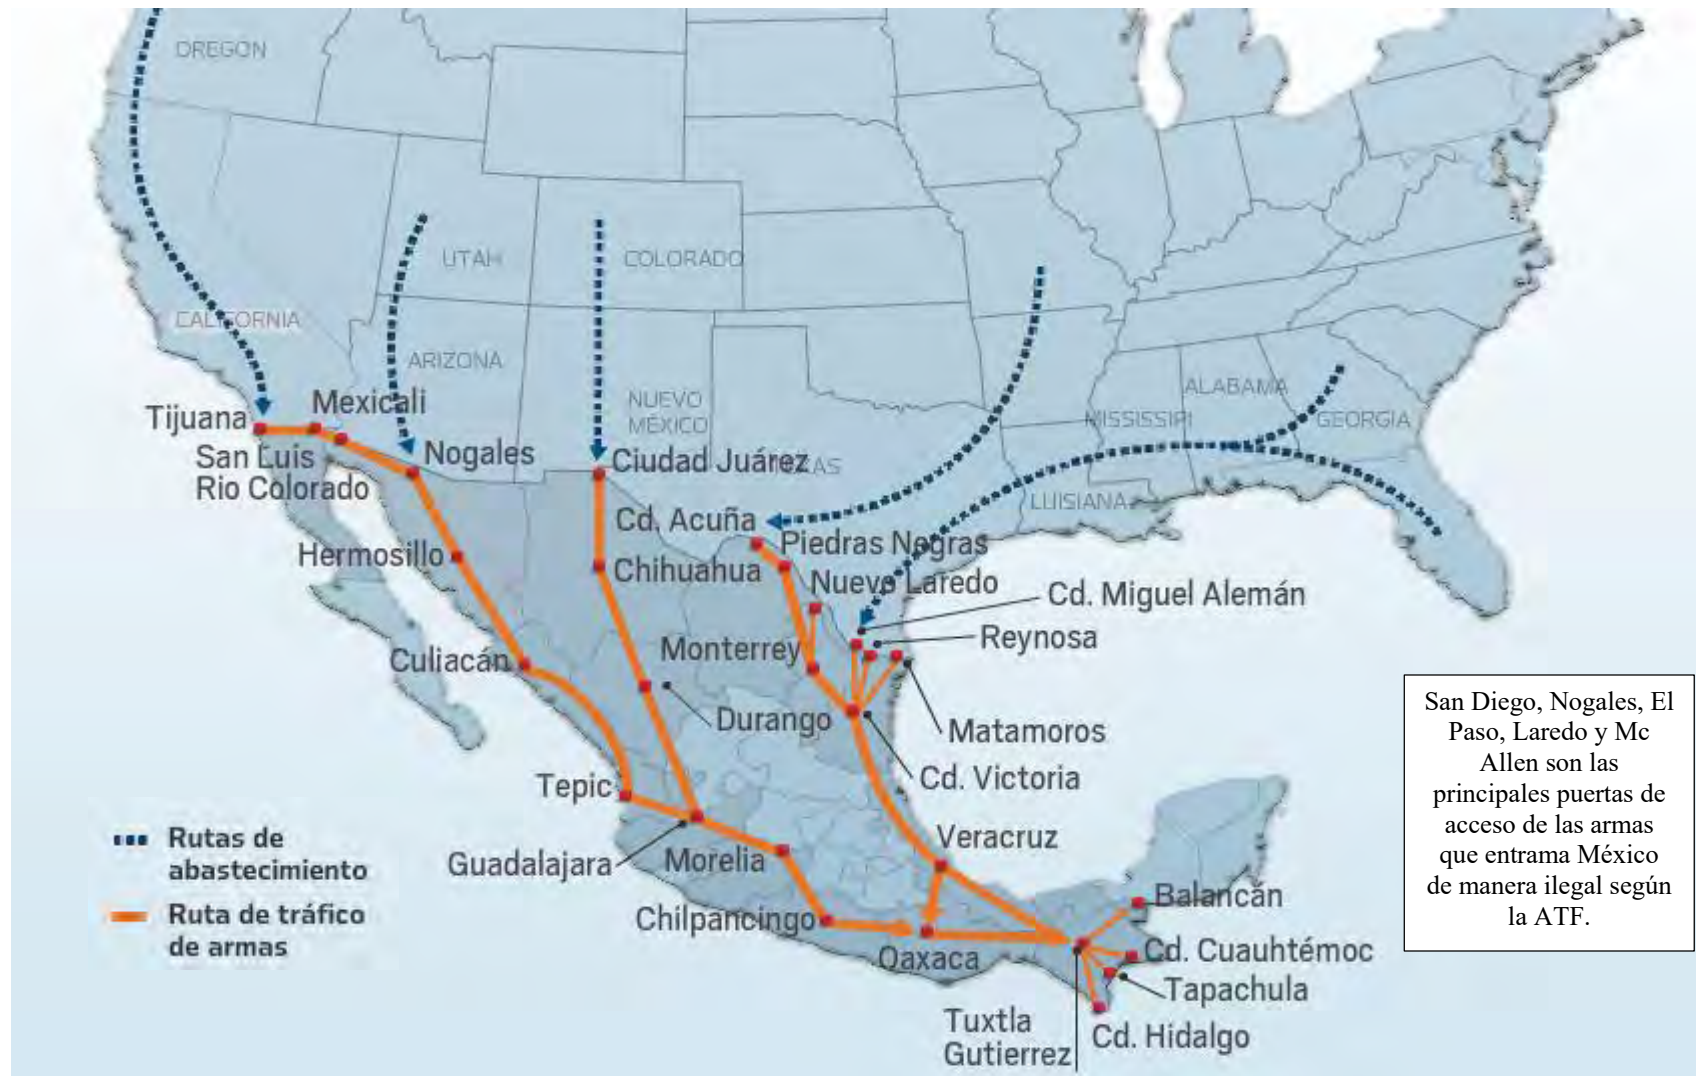 OREGON
UTAH
COLORADO
CALIFORNIA
ARIZONA
NUEVO
MÉXICO
ALABAMA
MISSISSIPI
GEORGIA
LUISIANA
Tijuana
Mexicali
San Luis
Rio Colorado
Nogales
Ciudad Juárez
Cd. Acuña
Piedras Negras
Hermosillo
Chihuahua
Nuevo Laredo
Cd. Miguel Alemán
Reynosa
Monterrey
Culiacán
Durango
Matamoros
Cd. Victoria
Tepic
Veracruz
Guadalajara
Morelia
Balancán
Chilpancingo
Oaxaca
Cd. Cuauhtémoc
Tapachula
Tuxtla
Gutierrez
Cd. Hidalgo
Rutas de
abastecimiento
Ruta de tráfico
de armas
San Diego, Nogales, El
Paso, Laredo y Mc
Allen son las
principales puertas de
acceso de las armas
que entrama México
de manera ilegal según
la ATF.